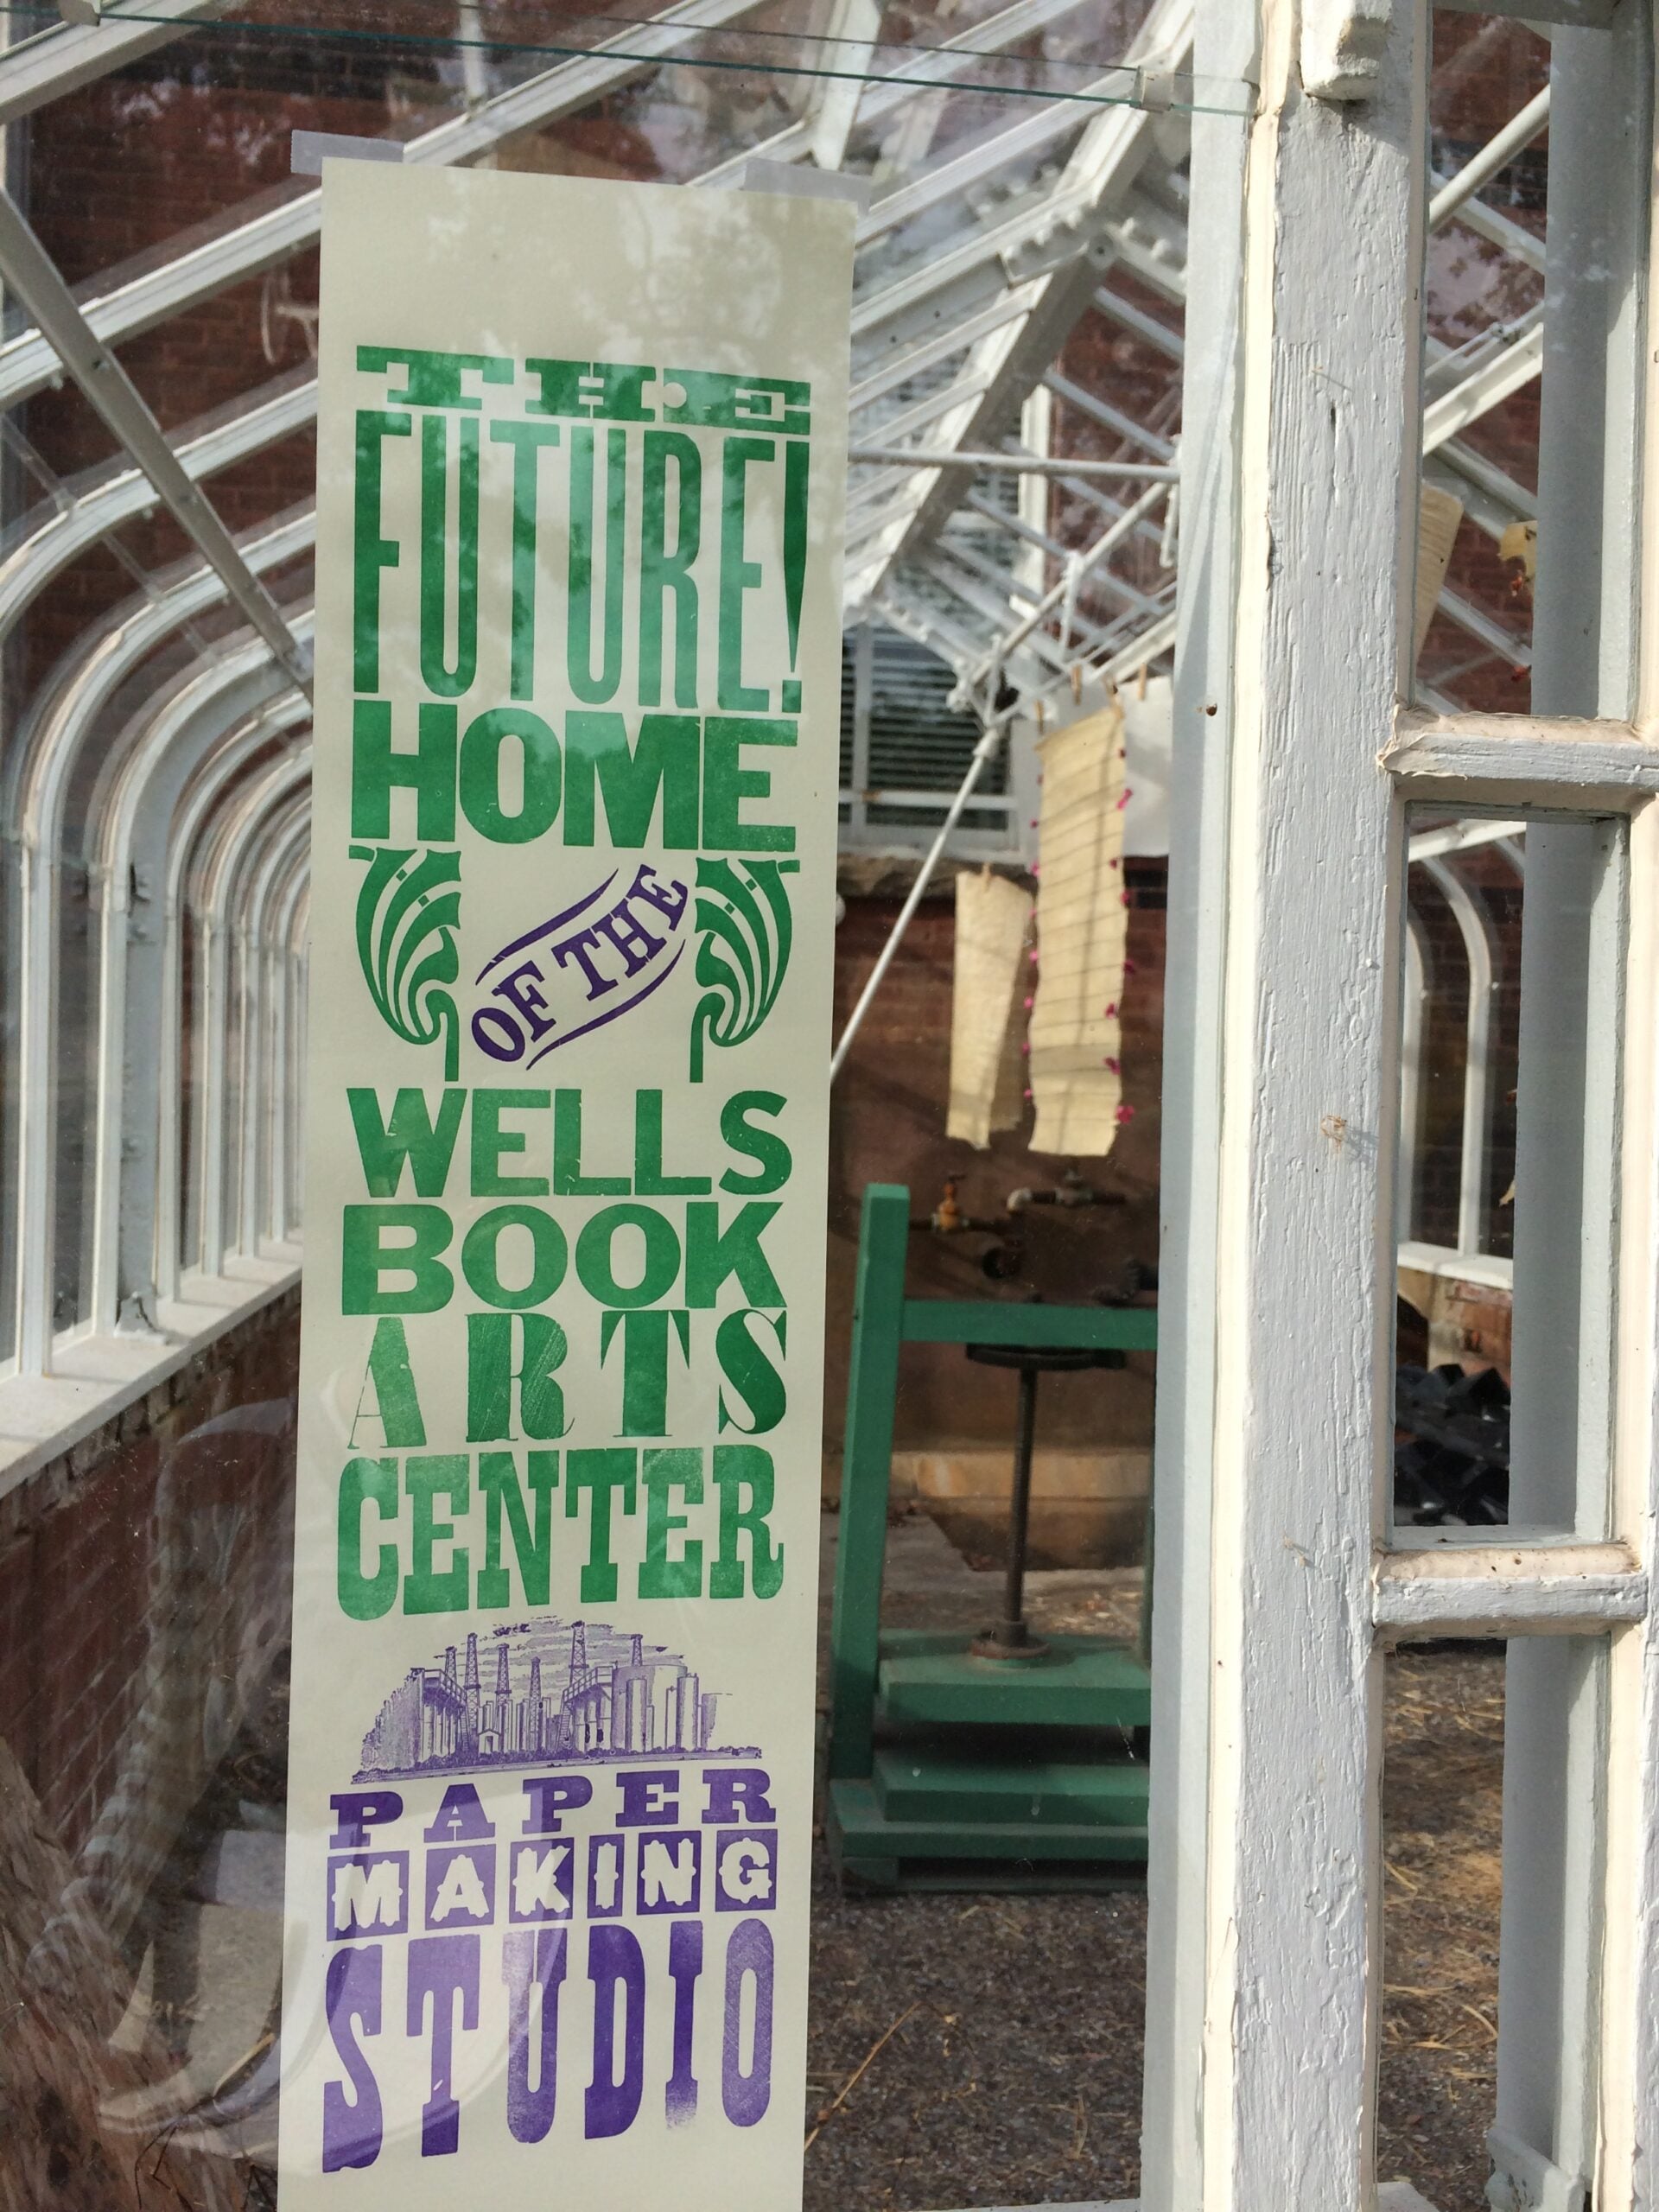 THE
FUTURE!
HOME
OF THE
WELLS
BOOK
ARTS
CENTER
PAPER
MAKING
STUDIO